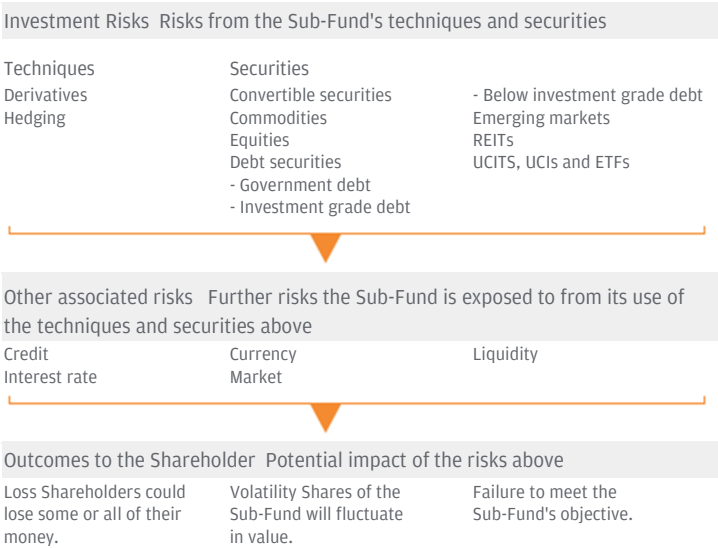 Investment Risks Risks from the Sub-Fund's techniques and securities
Techniques
Derivatives
Hedging
Securities
Convertible securities
Commodities
Equities
Debt securities
- Government debt
- Investment grade debt
- Below investment grade debt
Emerging markets
REITs
UCITS, UCIs and ETFs
Other associated risks Further risks the Sub-Fund is exposed to from its use of
the techniques and securities above
Credit
Interest rate
Currency
Market
Liquidity
Outcomes to the Shareholder Potential impact of the risks above
Loss Shareholders could
lose some or all of their
money.
Volatility Shares of the
Sub-Fund will fluctuate
in value.
Failure to meet the
Sub-Fund's objective.